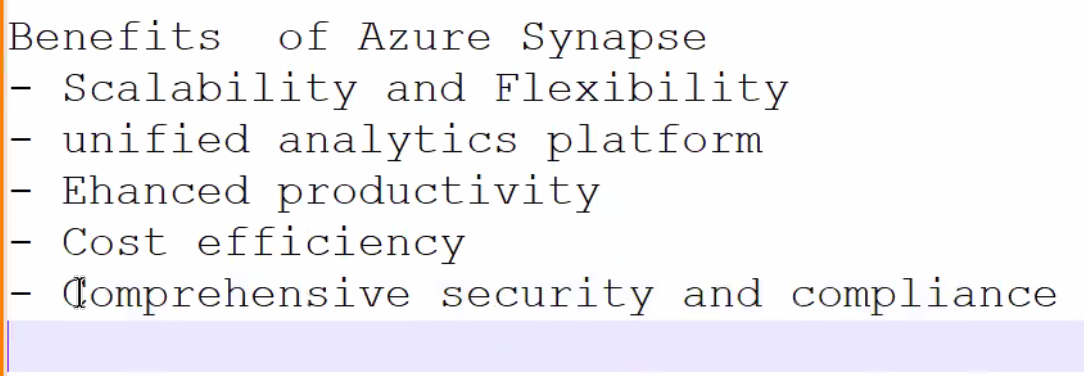 Benefits  of Azure Synapse
- Scalability and Flexibility
- unified analytics platform
- Ehanced productivity
- Cost efficiency
- Comprehensive security and compliance